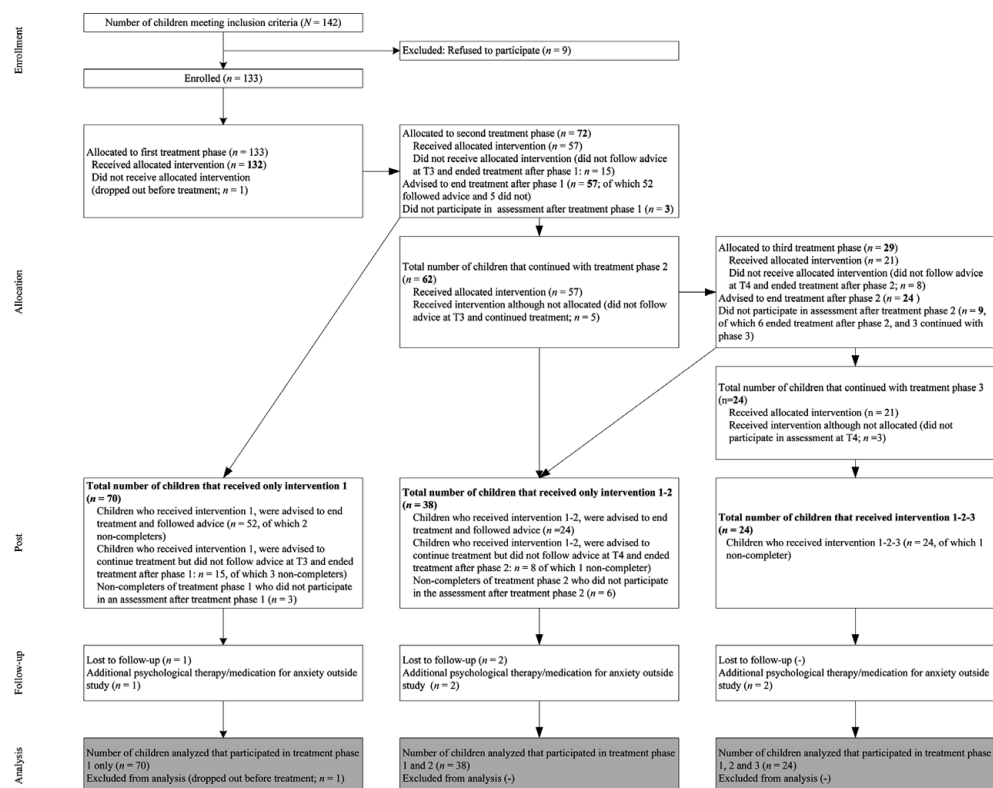 Enrollment
Number of children meeting inclusion criteria (N = 142)
Excluded: Refused to participate (n = 9)
Enrolled (n = 133)
Allocation
Allocated to first treatment phase (n = 133)
Received allocated intervention (n = 132)
Did not receive allocated intervention
(dropped out before treatment; n = 1)
Allocated to second treatment phase (n = 72)
Received allocated intervention (n = 57)
Did not receive allocated intervention (did not follow advice
at T3 and ended treatment after phase 1: n = 15)
Advised to end treatment after phase 1 (n = 57; of which 52
followed advice and 5 did not)
Did not participate in assessment after treatment phase 1 (n = 3)
Total number of children that continued with treatment phase 2
(n = 62)
Received allocated intervention (n = 57)
Received intervention although not allocated (did not follow
advice at T3 and continued treatment; n = 5)
Allocated to third treatment phase (n = 29)
Received allocated intervention (n = 21)
Did not receive allocated intervention (did not follow advice
at T4 and ended treatment after phase 2; n = 8)
Advised to end treatment after phase 2 (n = 24 )
Did not participate in assessment after treatment phase 2 (n = 9,
of which 6 ended treatment after phase 2, and 3 continued with
phase 3)
Total number of children that continued with treatment phase 3
(n=24)
Received allocated intervention (n = 21)
Received intervention although not allocated (did not
participate in assessment at T4; n =3)
Post
Total number of children that received only intervention 1
(n = 70)
Children who received intervention 1, were advised to end
treatment and followed advice (n = 52, of which 2
non-completers)
Children who received intervention 1, were advised to
continue treatment but did not follow advice at T3 and ended
treatment after phase 1: n = 15, of which 3 non-completers)
Non-completers of treatment phase 1 who did not participate
in an assessment after treatment phase 1 (n = 3)
Total number of children that received only intervention 1-2
(n = 38)
Children who received intervention 1-2, were advised to end
treatment and followed advice (n =24)
Children who received intervention 1-2, were advised to
continue treatment but did not follow advice at T4 and ended
treatment after phase 2: n = 8 of which 1 non-completer)
Non-completers of treatment phase 2 who did not participate
in the assessment after treatment phase 2 (n = 6)
Total number of children that received intervention 1-2-3
(n = 24)
Children who received intervention 1-2-3 (n = 24, of which 1
non-completer)
Follow-up
Lost to follow-up (n = 1)
Additional psychological therapy/medication for anxiety outside
study (n = 1)
Lost to follow-up (n = 2)
Additional psychological therapy/medication for anxiety outside
study (n = 2)
Lost to follow-up (-)
Additional psychological therapy/medication for anxiety outside
study (n = 2)
Analysis
Number of children analyzed that participated in treatment phase
1 only (n = 70)
Excluded from analysis (dropped out before treatment; n = 1)
Number of children analyzed that participated in treatment phase
1 and 2 (n = 38)
Excluded from analysis (-)
Number of children analyzed that participated in treatment phase
1, 2 and 3 (n = 24)
Excluded from analysis (-)